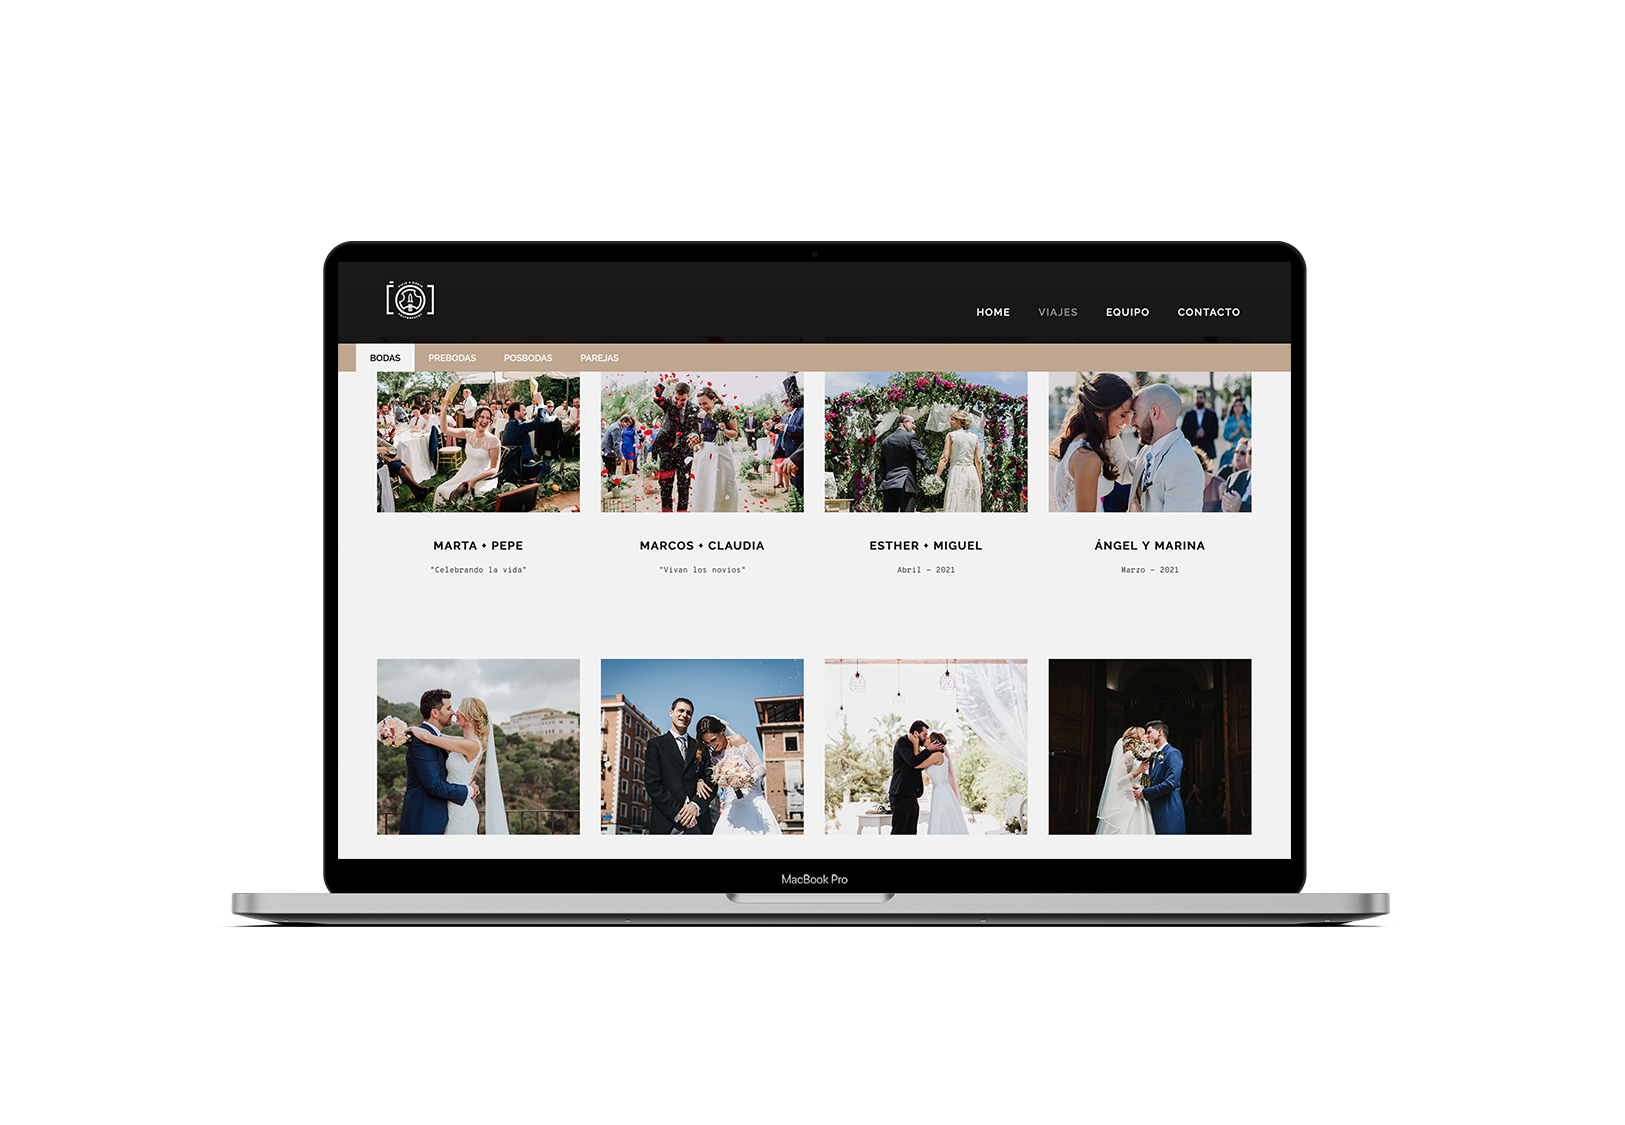 HOME VIAJES EQUIPO CONTACTO
BODAS PREBODAS POSBODAS PAREJAS
MARTA + PEPE
"Celebrando la vida"
MARCOS + CLAUDIA
"Vivan los novios"
ESTHER + MIGUEL
Abril – 2021
ÁNGEL Y MARINA
Marzo – 2021
MacBook Pro